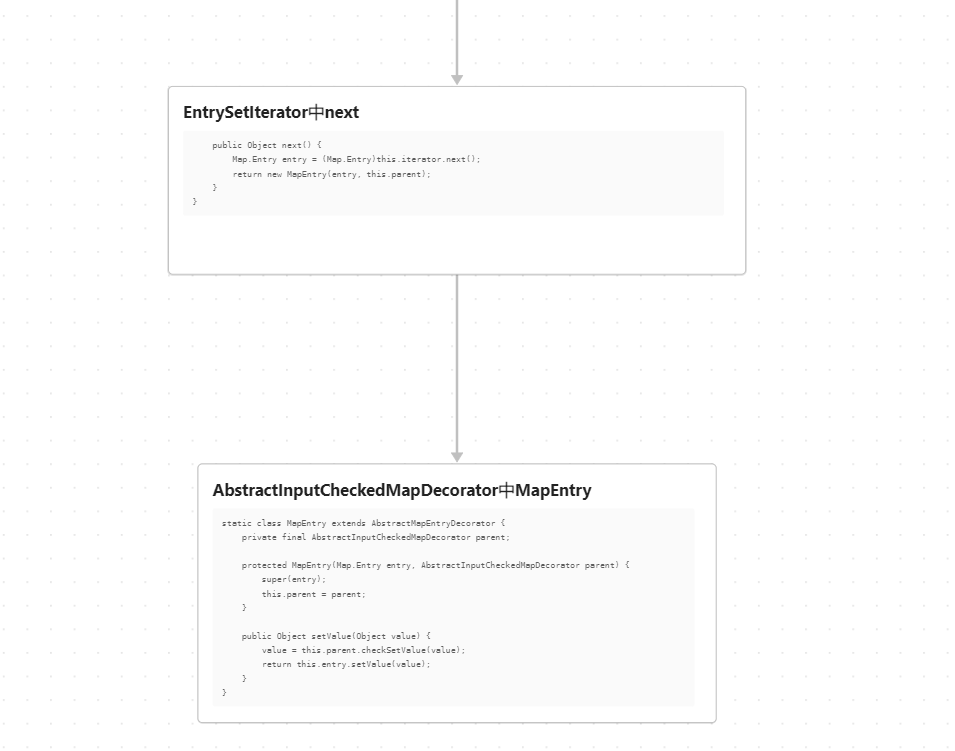 EntrySetIterator中next
public Object next() {
Map.Entry entry = (Map.Entry)this.iterator.next();
return new MapEntry(entry, this.parent);
}
}
AbstractInputCheckedMapDecorator中MapEntry
static class MapEntry extends AbstractMapEntryDecorator {
private final AbstractInputCheckedMapDecorator parent;
protected MapEntry(Map.Entry entry, AbstractInputCheckedMapDecorator parent) {
super(entry);
this.parent = parent;
}
public Object setValue(Object value) {
value = this.parent.checkSetValue(value);
return this.entry.setValue(value);
}
}